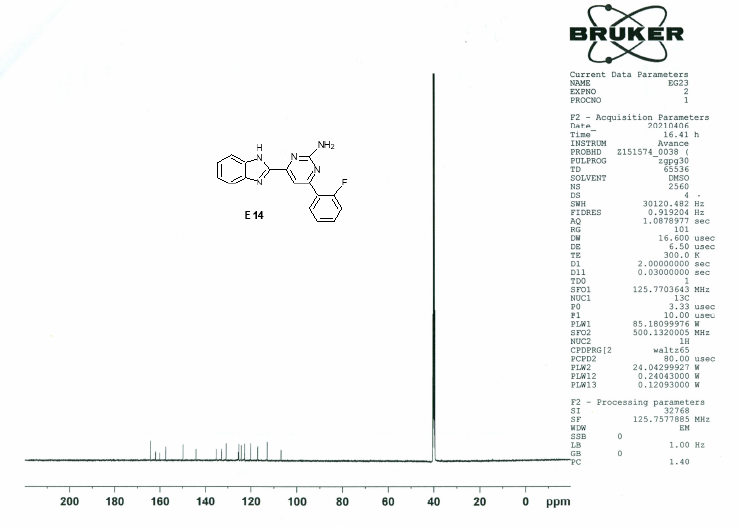 BRUKER
Current Data Parameters
NAME EG23
EXPNO 2
PROCNO 1
F2 - Acquisition Parameters
Date_ 20210406
Time 16.41 h
INSTRUM Avance
PROBHD Z151574_0038 (
PULPROG zgpg30
TD 65536
SOLVENT DMSO
NS 2560
DS 4
SWH 30120.482 Hz
FIDRES 0.919204 Hz
AQ 1.0878977 sec
RG 101
DW 16.600 usec
DE 6.50 usec
TE 300.0 K
D1 2.00000000 sec
D11 0.03000000 sec
TD0 1
SFO1 125.7703643 MHz
NUC1 13C
P0 3.33 usec
P1 10.00 usec
PLW1 85.18099976 W
SFO2 500.1320005 MHz
NUC2 1H
CPDPRG[2 waltz65
PCPD2 80.00 usec
PLW2 24.04299927 W
PLW12 0.24043000 W
PLW13 0.12093000 W
F2 - Processing parameters
SI 32768
SF 125.7577885 MHz
WDW EM
SSB 0
LB 1.00 Hz
GB 0
PC 1.40
H
N
N
N
N
NH₂
F
E 14
200 180 160 140 120 100 80 60 40 20 0 ppm